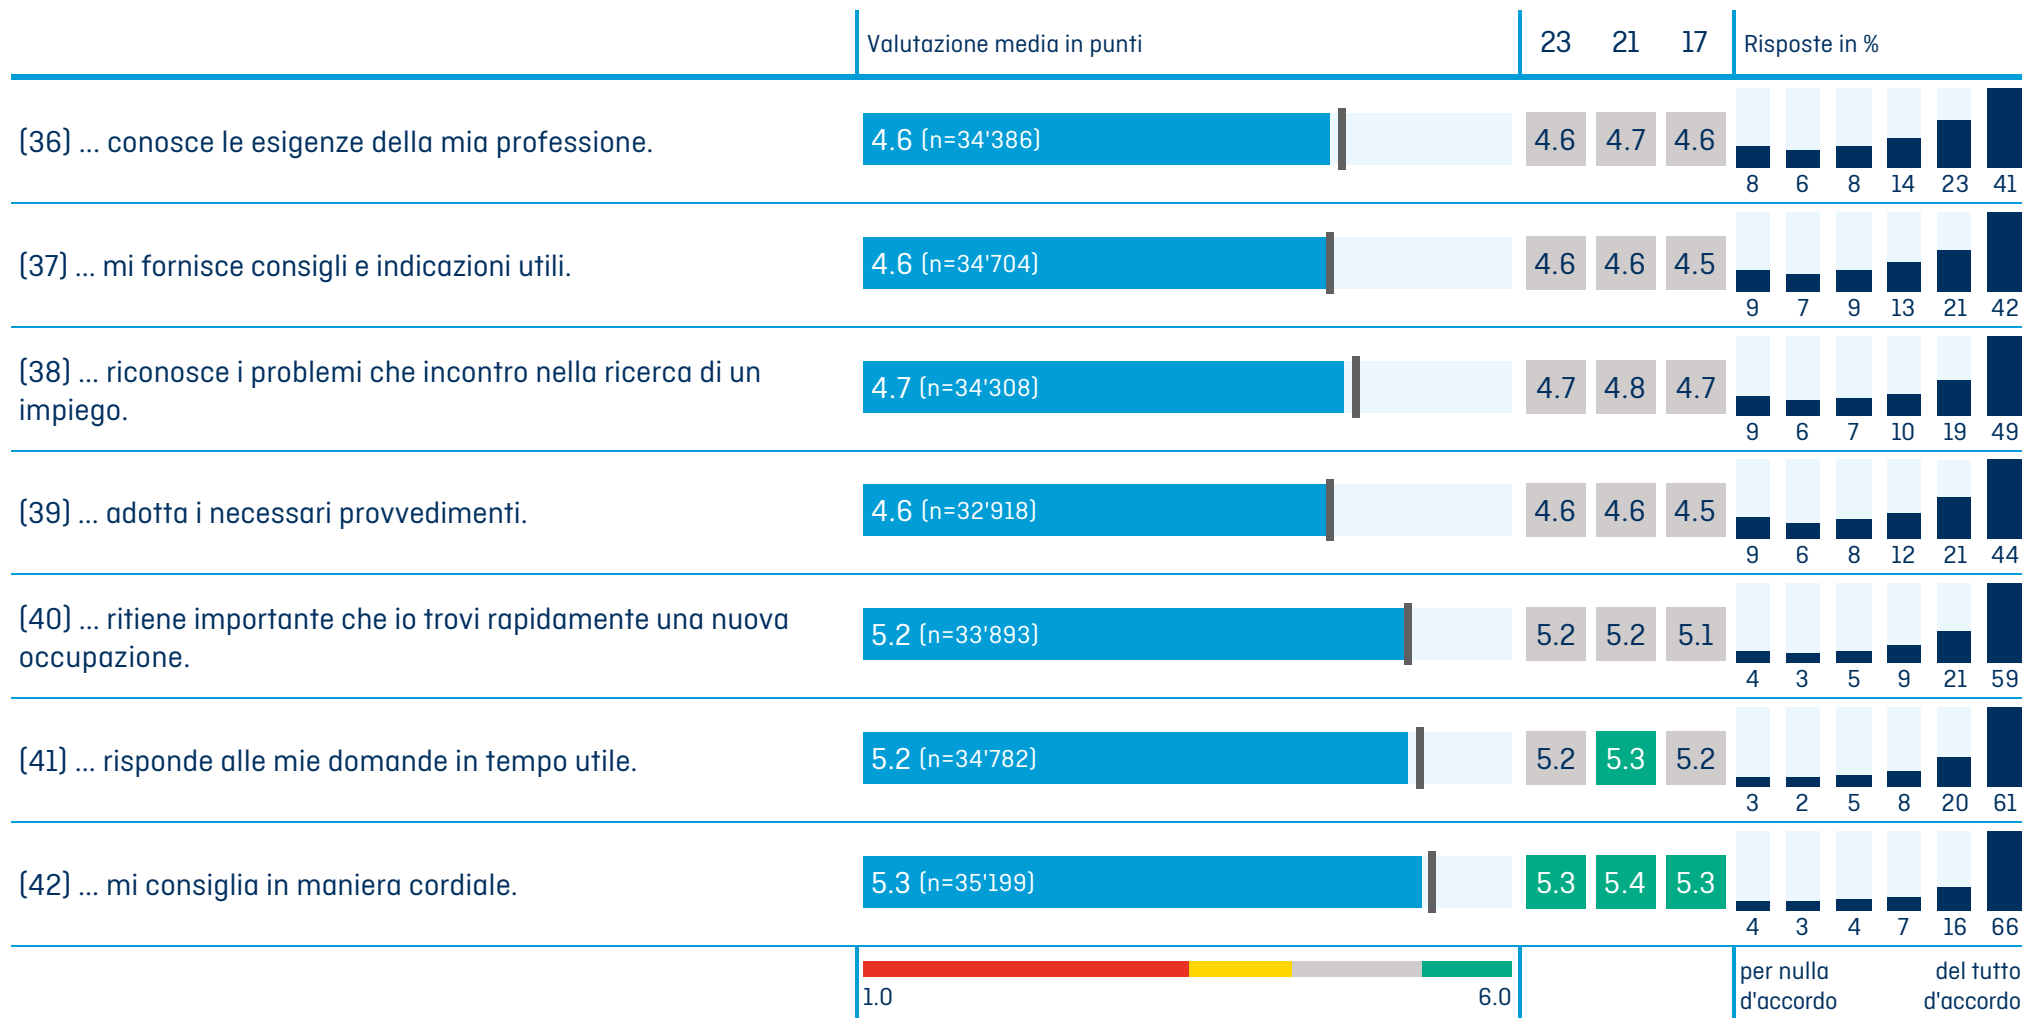 Valutazione media in punti 23 21 17 Risposte in %
(36) ... conosce le esigenze della mia professione. 4.6 (n=34'386) 4.6 4.7 4.6
8 6 8 14 23 41
(37) ... mi fornisce consigli e indicazioni utili. 4.6 (n=34'704) 4.6 4.6 4.5
9 7 9 13 21 42
(38) ... riconosce i problemi che incontro nella ricerca di un
impiego.
4.7 (n=34'308) 4.7 4.8 4.7
9 6 7 10 19 49
(39) ... adotta i necessari provvedimenti. 4.6 (n=32'918) 4.6 4.6 4.5
9 6 8 12 21 44
(40) ... ritiene importante che io trovi rapidamente una nuova
occupazione.
5.2 (n=33'893) 5.2 5.2 5.1
4 3 5 9 21 59
(41) ... risponde alle mie domande in tempo utile. 5.2 (n=34'782) 5.2 5.3 5.2
3 2 5 8 20 61
(42) ... mi consiglia in maniera cordiale. 5.3 (n=35'199) 5.3 5.4 5.3
4 3 4 7 16 66
1.0 6.0
per nulla
d'accordo
del tutto
d'accordo